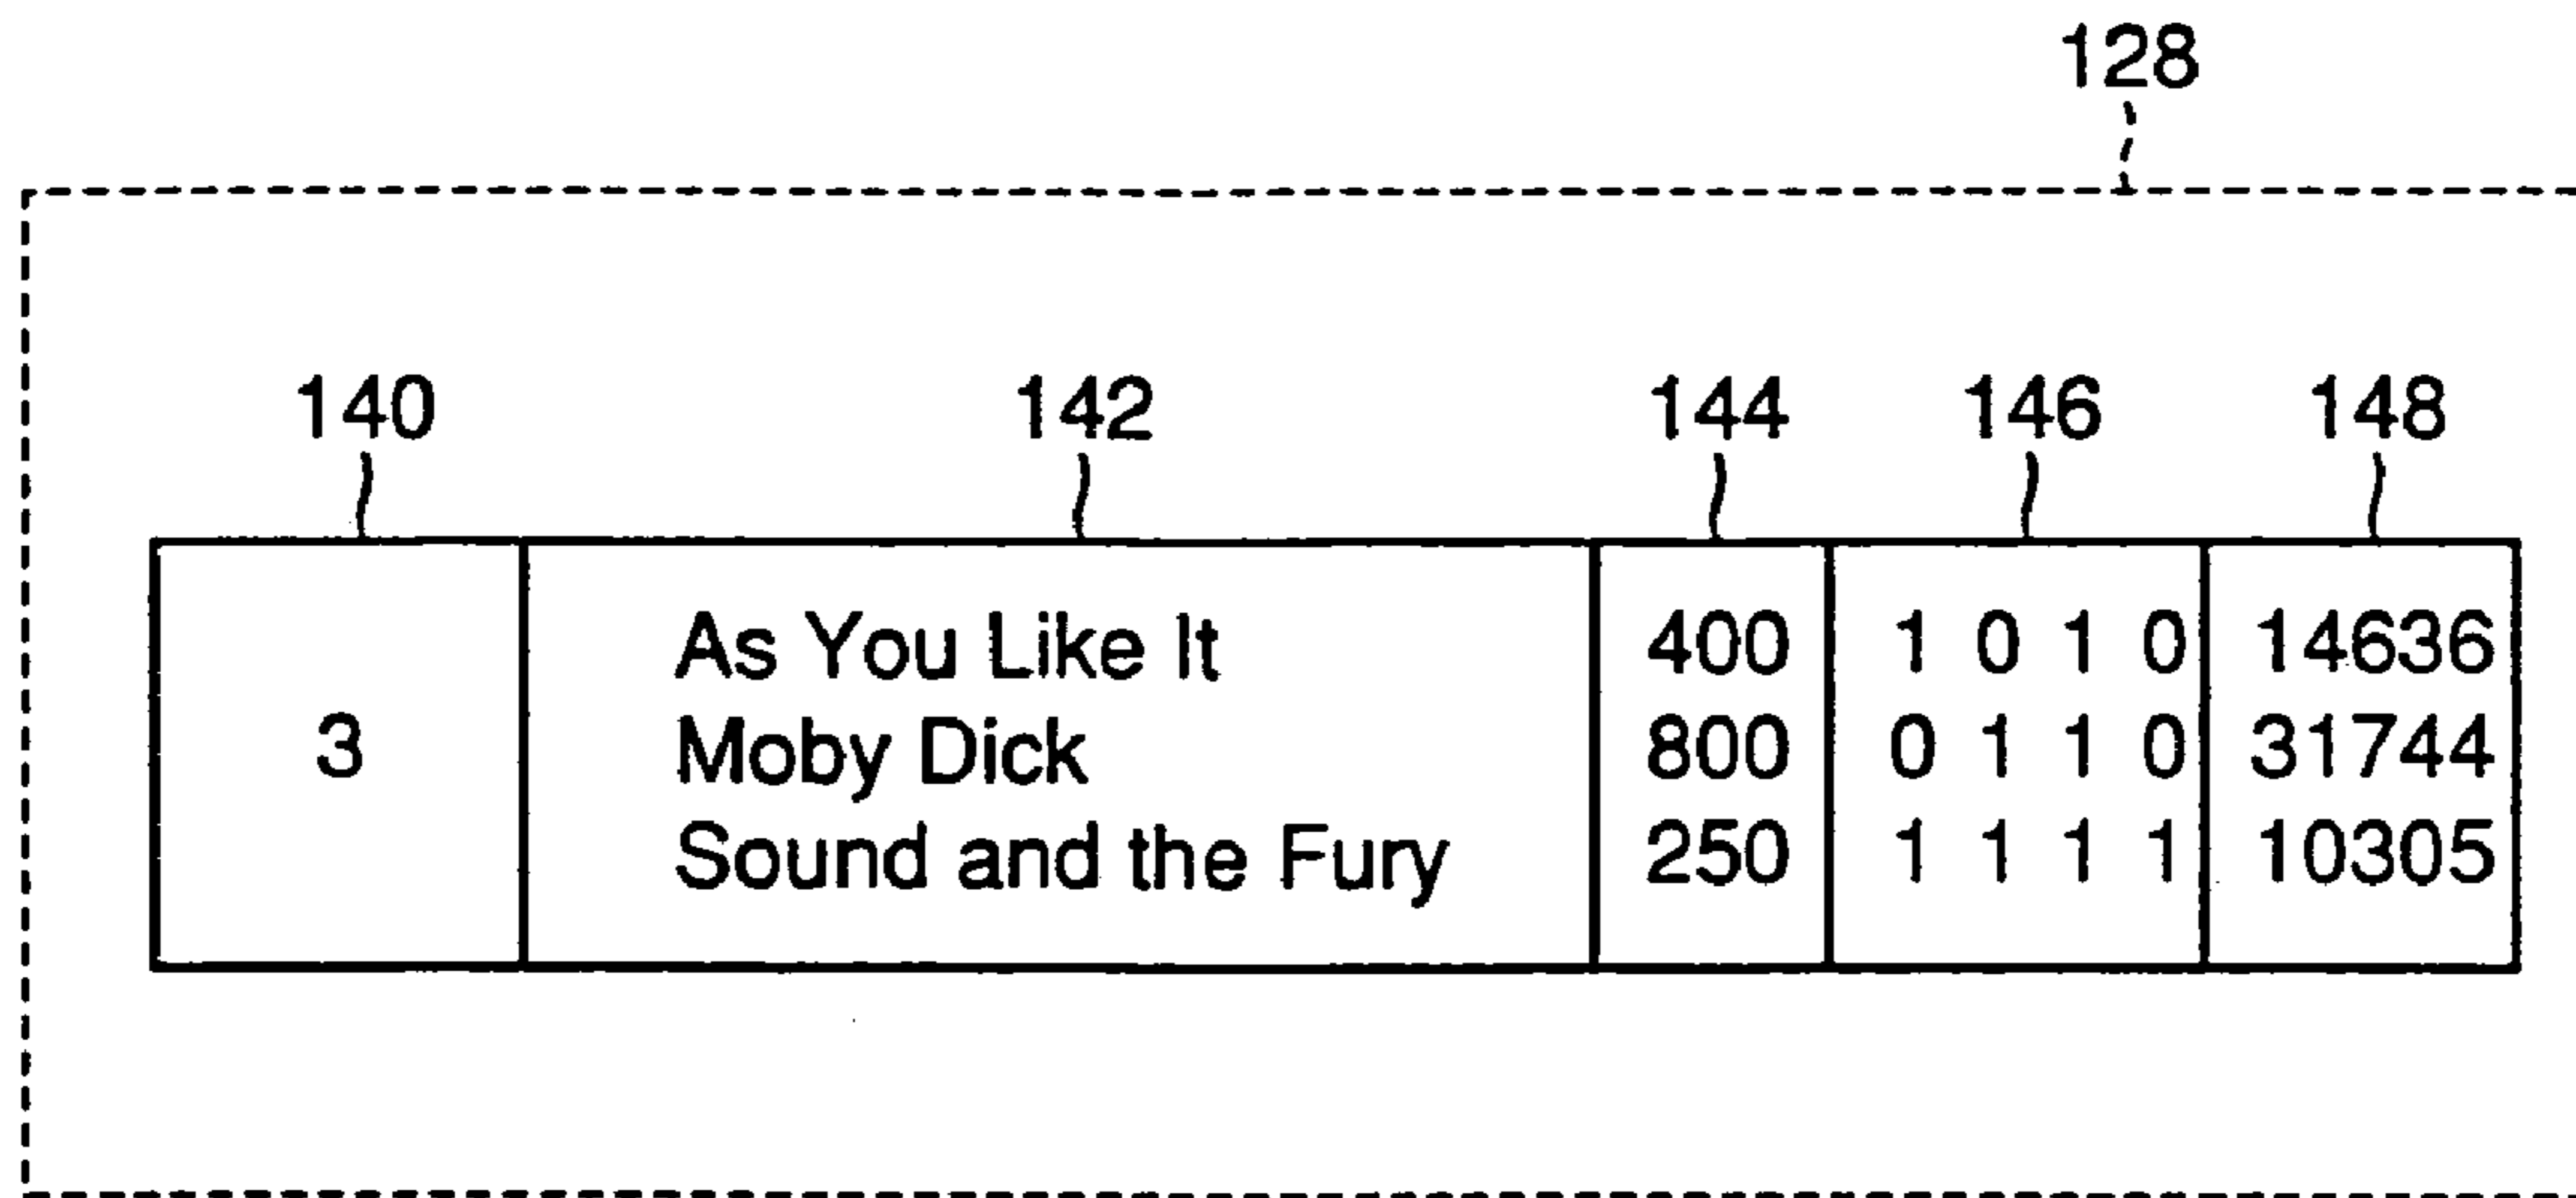 128
140 142 144 146 148
As You Like It 400 1 0 1 0 14636
3 Moby Dick 800 0 1 1 0 31744
Sound and the Fury 250 1 1 1 1 10305